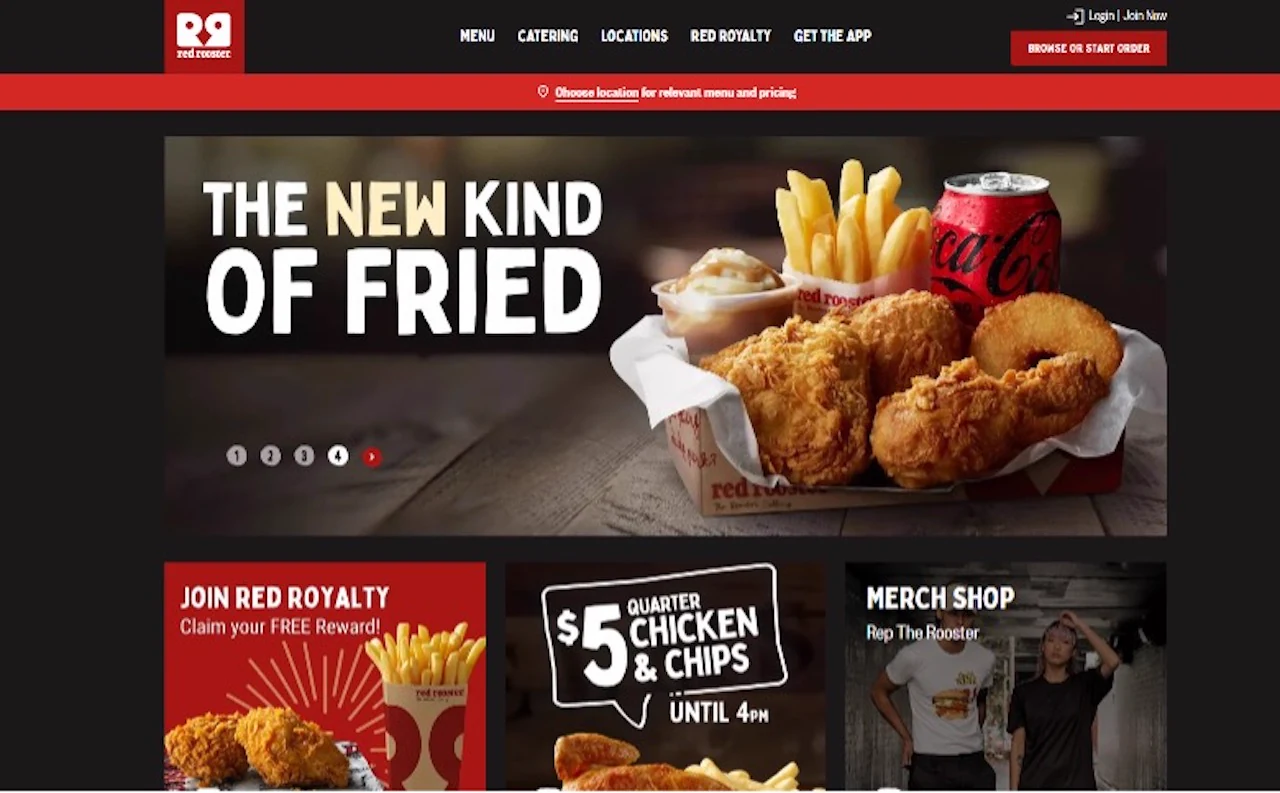 red rooster
MENU CATERING LOCATIONS RED ROYALTY GET THE APP
Login | Join Now
BROWSE OR START ORDER
Choose location for relevant menu and pricing
THE NEW KIND
OF FRIED
red rooster
red rooster
1 2 3 4
JOIN RED ROYALTY
Claim your FREE Reward!
red rooster
$5 QUARTER
CHICKEN
& CHIPS
UNTIL 4PM
MERCH SHOP
Rep The Rooster